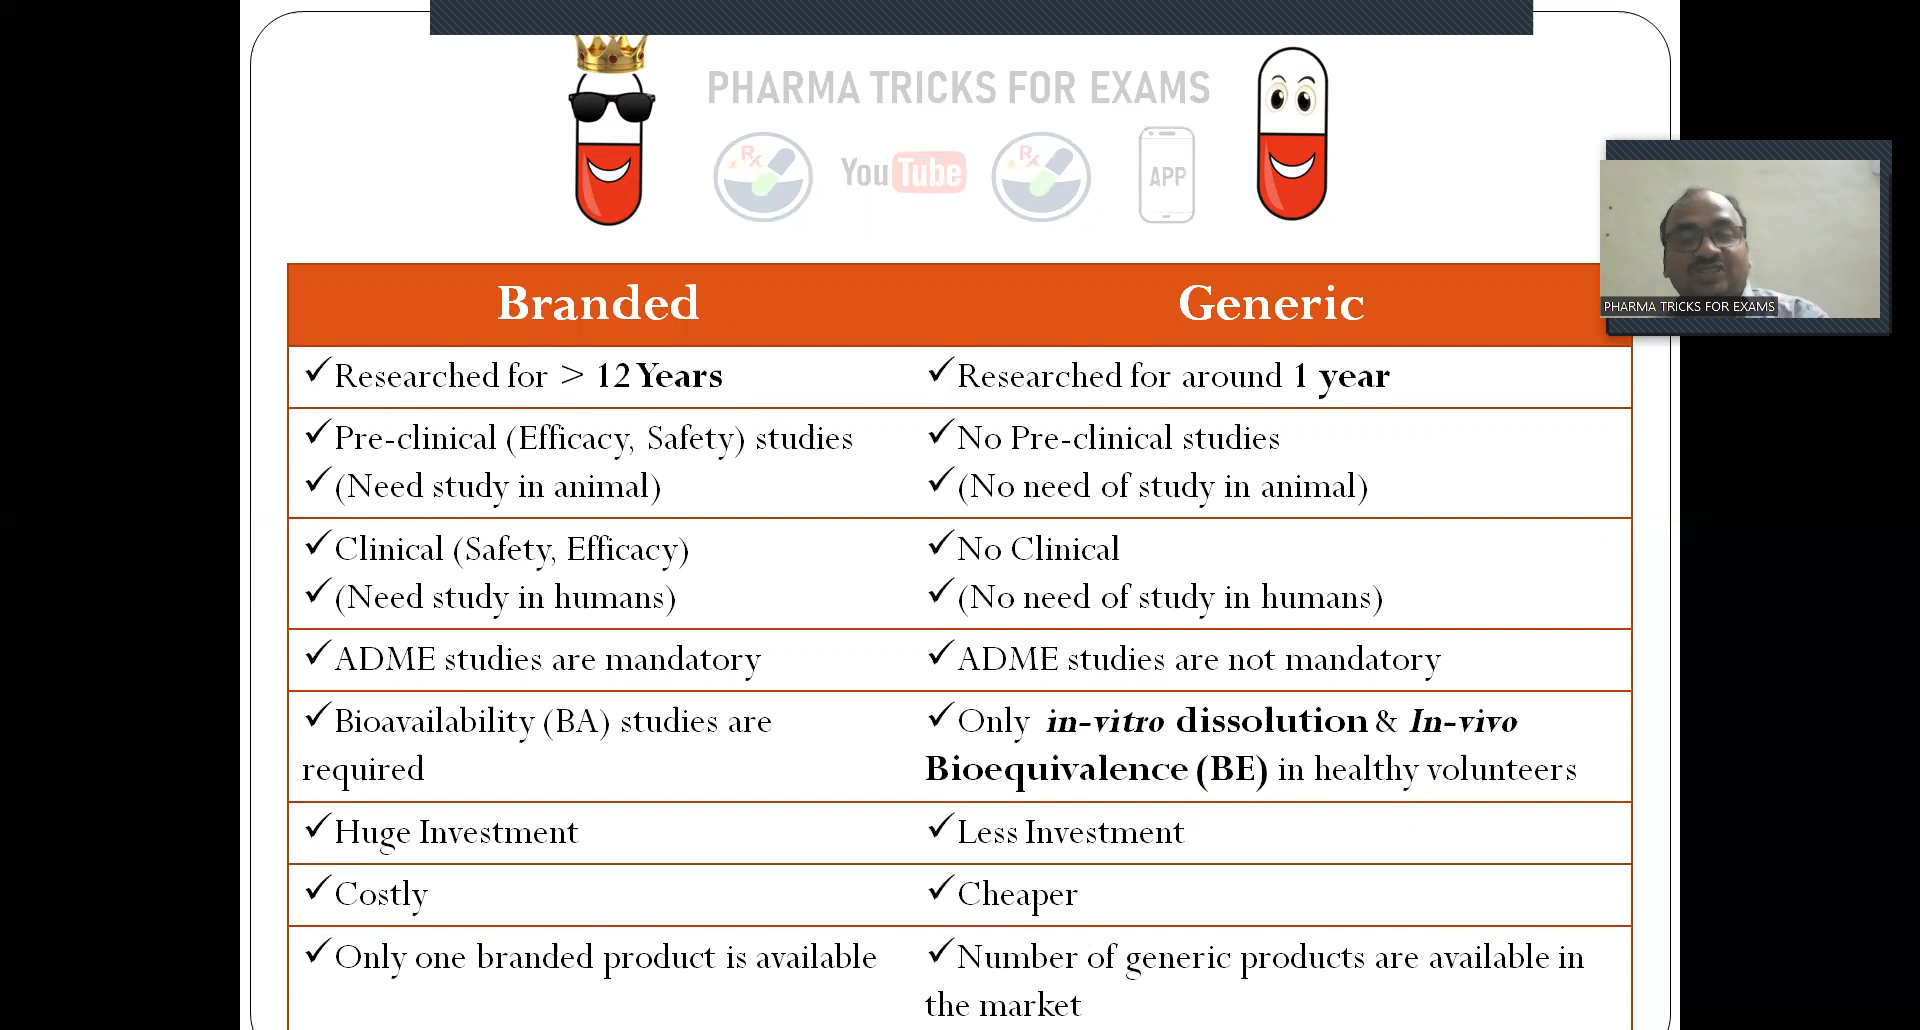 PHARMA TRICKS FOR EXAMS
Rx
YouTube
Rx
APP
PHARMA TRICKS FOR EXAMS
Branded Generic
✓Researched for > 12 Years
✓Researched for around 1 year
✓Pre-clinical (Efficacy, Safety) studies
✓(Need study in animal)
✓No Pre-clinical studies
✓(No need of study in animal)
✓Clinical (Safety, Efficacy)
✓(Need study in humans)
✓No Clinical
✓(No need of study in humans)
✓ADME studies are mandatory
✓ADME studies are not mandatory
✓Bioavailability (BA) studies are
required
✓Only in-vitro dissolution & In-vivo
Bioequivalence (BE) in healthy volunteers
✓Huge Investment
✓Less Investment
✓Costly
✓Cheaper
✓Only one branded product is available
✓Number of generic products are available in
the market